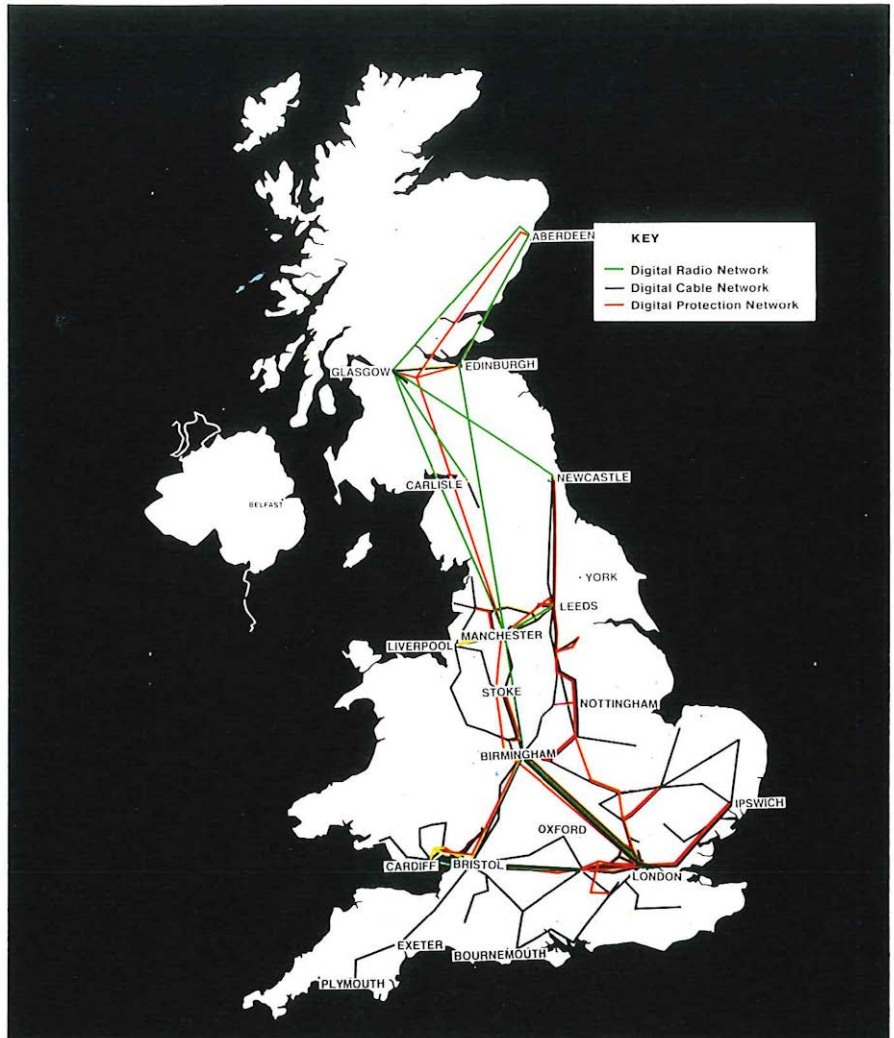 KEY
Digital Radio Network
Digital Cable Network
Digital Protection Network
ABERDEEN
GLASGOW
EDINBURGH
CARLISLE
NEWCASTLE
BELFAST
YORK
LEEDS
MANCHESTER
LIVERPOOL
STOKE
NOTTINGHAM
BIRMINGHAM
IPSWICH
OXFORD
CARDIFF
BRISTOL
LONDON
EXETER
BOURNEMOUTH
PLYMOUTH